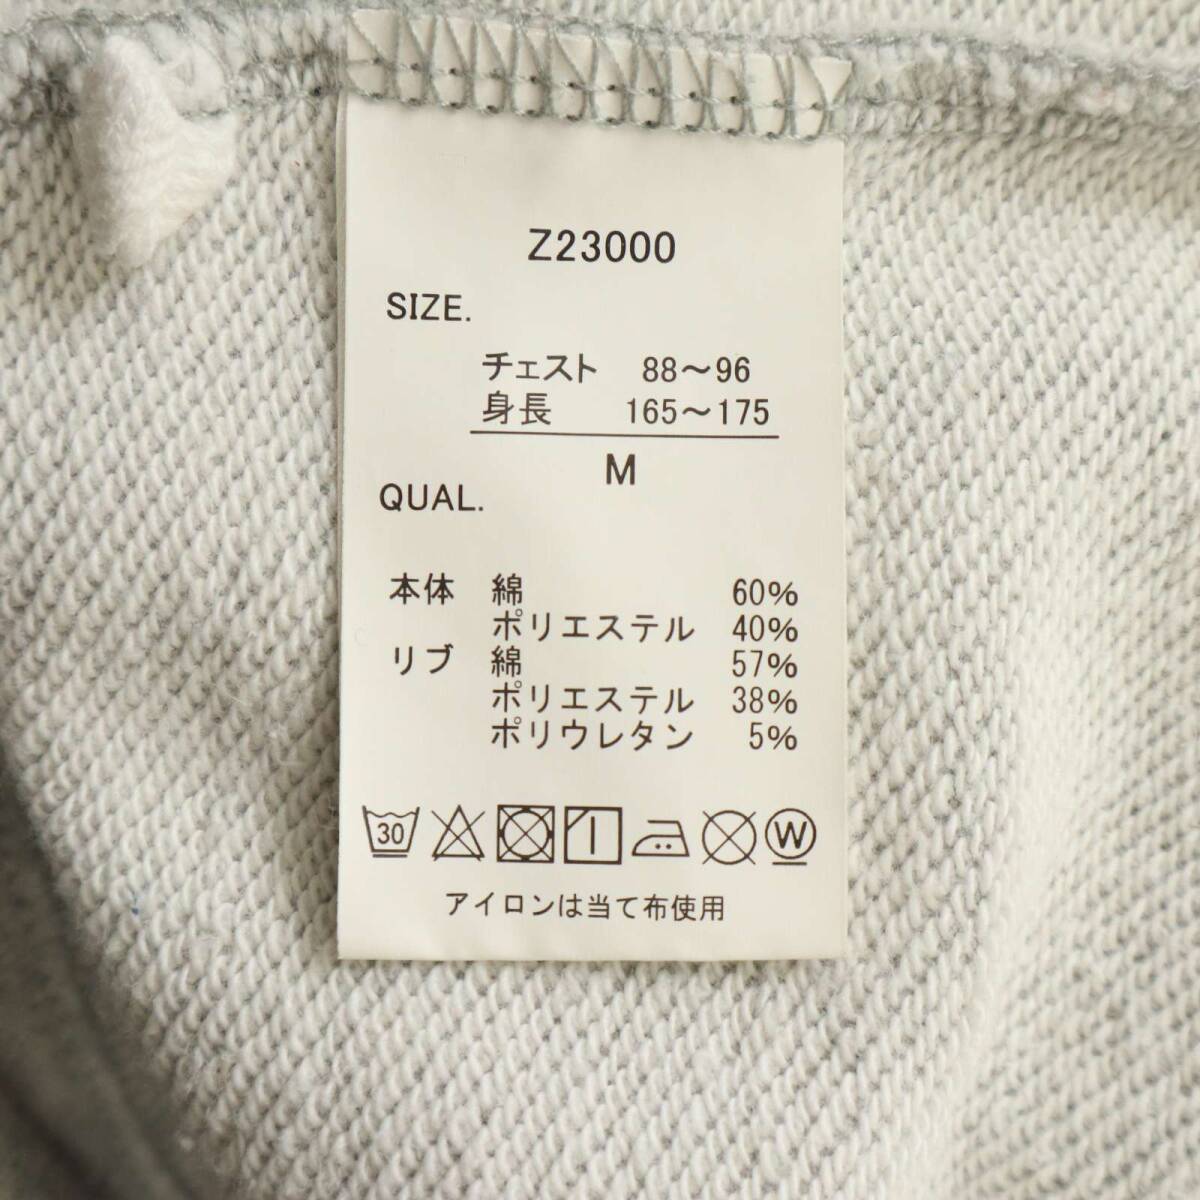 Z23000
SIZE.
チェスト 88～96
身長 165～175
M
QUAL.
本体 綿 60%
ポリエステル 40%
リブ 綿 57%
ポリエステル 38%
ポリウレタン 5%
30 W
アイロンは当て布使用